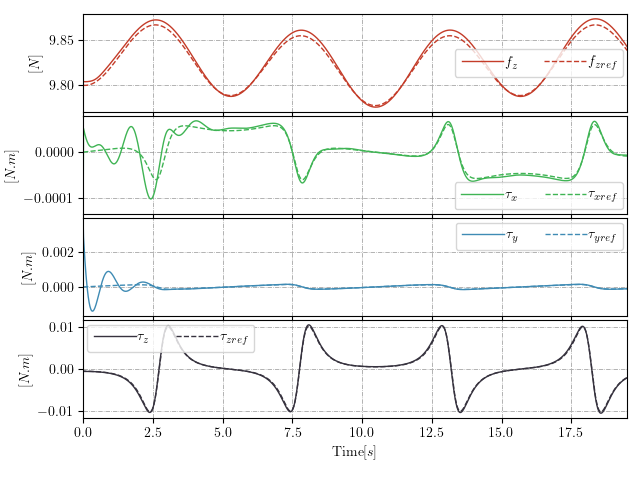 9.85
9.80
[N]
f_z f_zref
0.0000
−0.0001
[N.m]
τ_x τ_xref
0.002
0.000
[N.m]
τ_y τ_yref
0.01
0.00
−0.01
[N.m]
τ_z τ_zref
0.0 2.5 5.0 7.5 10.0 12.5 15.0 17.5
Time[s]